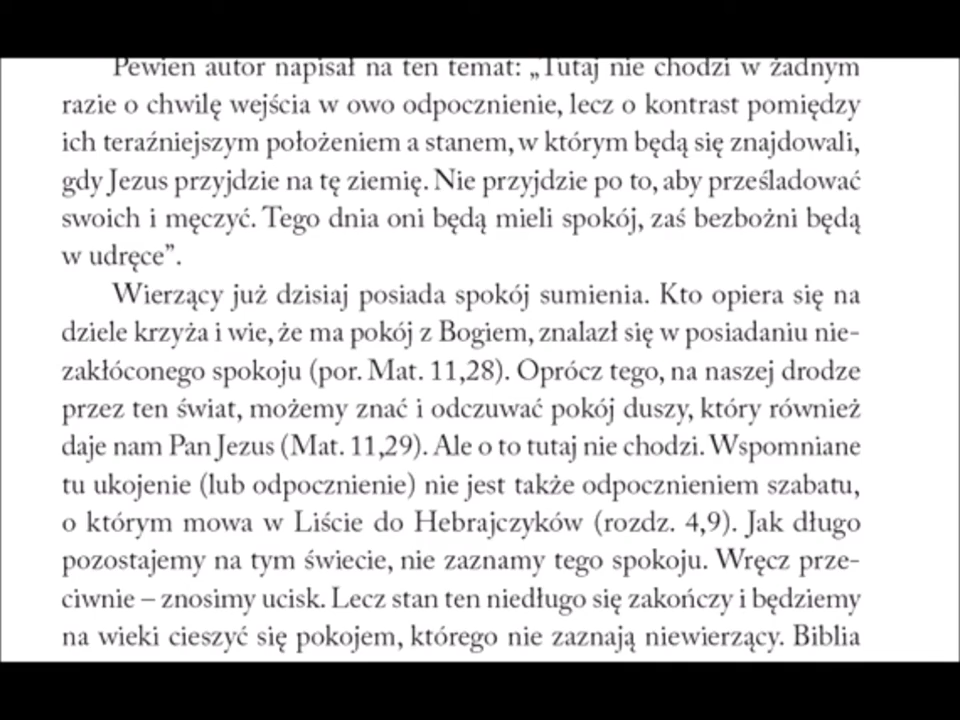 Pewien autor napisał na ten temat: „Tutaj nie chodzi w żadnym
razie o chwilę wejścia w owo odpocznienie, lecz o kontrast pomiędzy
ich teraźniejszym położeniem a stanem, w którym będą się znajdowali,
gdy Jezus przyjdzie na tę ziemię. Nie przyjdzie po to, aby prześladować
swoich i męczyć. Tego dnia oni będą mieli spokój, zaś bezbożni będą
w udręce”.
Wierzący już dzisiaj posiada spokój sumienia. Kto opiera się na
dziele krzyża i wie, że ma pokój z Bogiem, znalazł się w posiadaniu nie-
zakłóconego spokoju (por. Mat. 11,28). Oprócz tego, na naszej drodze
przez ten świat, możemy znać i odczuwać pokój duszy, który również
daje nam Pan Jezus (Mat. 11,29). Ale o to tutaj nie chodzi. Wspomniane
tu ukojenie (lub odpocznienie) nie jest także odpocznieniem szabatu,
o którym mowa w Liście do Hebrajczyków (rozdz. 4,9). Jak długo
pozostajemy na tym świecie, nie zaznamy tego spokoju. Wręcz prze-
ciwnie – znosimy ucisk. Lecz stan ten niedługo się zakończy i będziemy
na wieki cieszyć się pokojem, którego nie zaznają niewierzący. Biblia